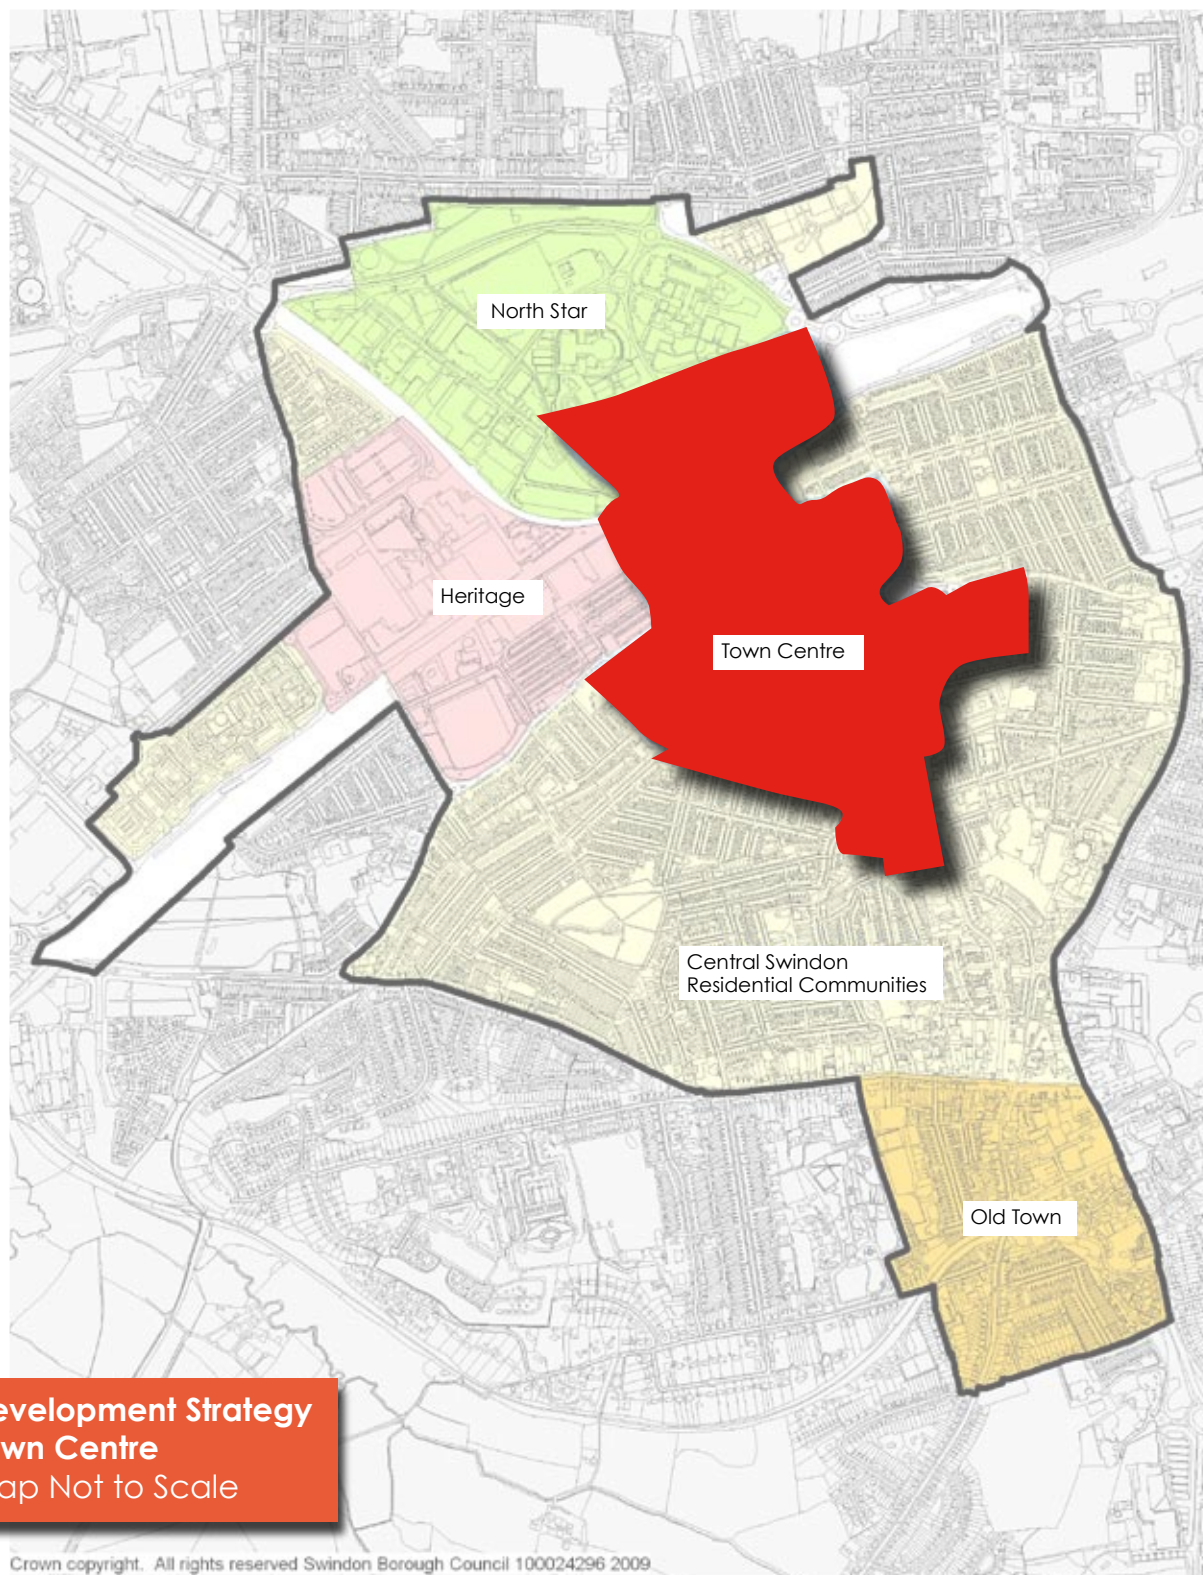 North Star
Heritage
Town Centre
Central Swindon
Residential Communities
Old Town
evelopment Strategy
wn Centre
ap Not to Scale
Crown copyright. All rights reserved Swindon Borough Council 100024296 2009